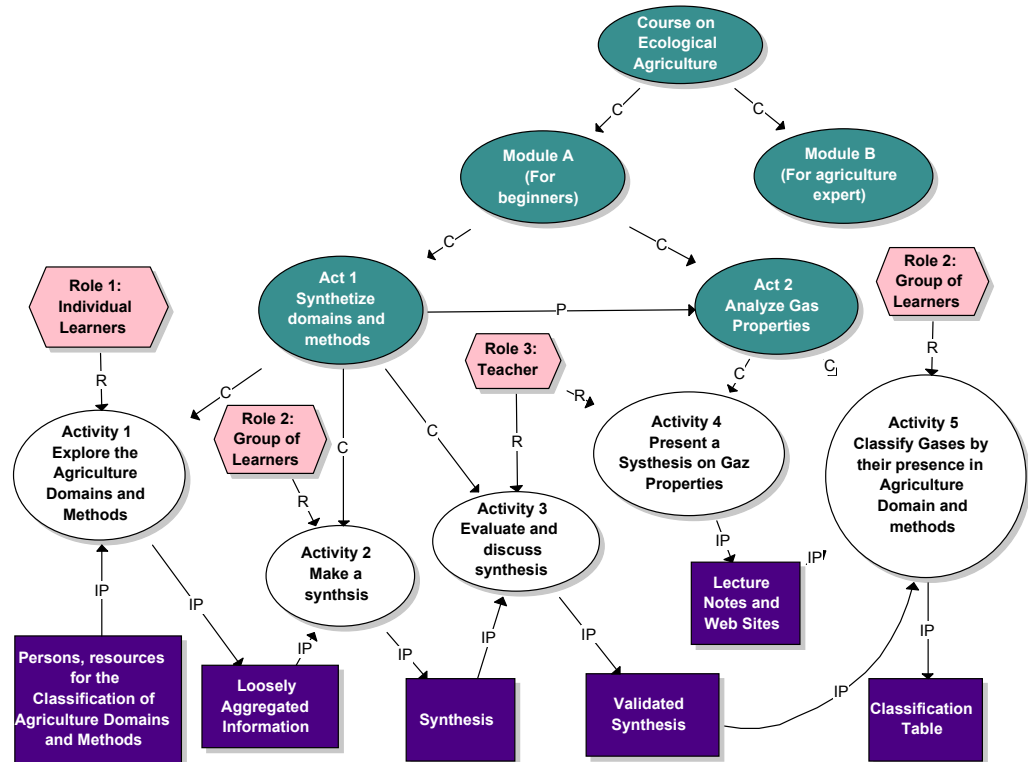 Course on
Ecological
Agriculture
C
C
Module A
(For
beginners)
Module B
(For agriculture
expert)
C
C
Role 1:
Individual
Learners
Act 1
Synthetize
domains and
methods
P
Act 2
Analyze Gas
Properties
Role 2:
Group of
Learners
R
C
Role 3:
Teacher
C
C
R
R
Activity 1
Explore the
Agriculture
Domains and
Methods
Role 2:
Group of
Learners
C
C
R
R
Activity 4
Present a
Systhesis on Gaz
Properties
Activity 5
Classify Gases by
their presence in
Agriculture
Domain and
methods
Activity 2
Make a
synthsis
Activity 3
Evaluate and
discuss
synthesis
IP
IP
IP
IP
Lecture
Notes and
Web Sites
IP
IP
IP
IP
IP
IP
IP
Persons, resources
for the
Classification of
Agriculture Domains
and Methods
Loosely
Aggregated
Information
Synthesis
Validated
Synthesis
Classification
Table